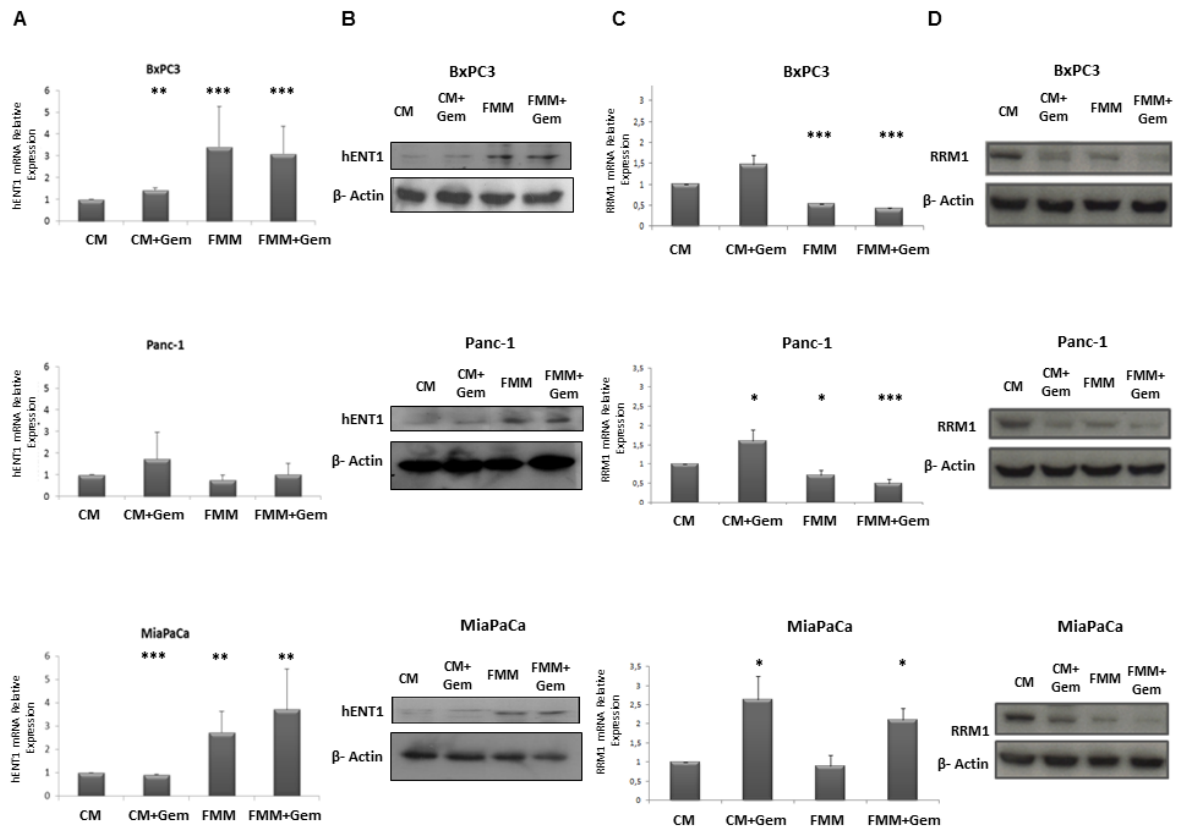 A
B
C
D
BxPC3
hENT1 mRNA Relative
Expression
6
5
4
3
2
1
0
** *** ***
CM CM+Gem FMM FMM+Gem
BxPC3
CM CM+ Gem FMM FMM+ Gem
hENT1
β- Actin
BxPC3
RRM1 mRNA Relative
Expression
3
2,5
2
1,5
1
0,5
0
*** ***
CM CM+Gem FMM FMM+Gem
BxPC3
CM CM+ Gem FMM FMM+ Gem
RRM1
β- Actin
Panc-1
hENT1 mRNA Relative
Expression
6
5
4
3
2
1
0
CM CM+Gem FMM FMM+Gem
Panc-1
CM CM+ Gem FMM FMM+ Gem
hENT1
β- Actin
Panc-1
RRM1 mRNA Relative
Expression
3,5
3
2,5
2
1,5
1
0,5
0
* * ***
CM CM+Gem FMM FMM+Gem
Panc-1
CM CM+ Gem FMM FMM+ Gem
RRM1
β- Actin
MiaPaCa
hENT1 mRNA Relative
Expression
6
5
4
3
2
1
0
*** ** **
CM CM+Gem FMM FMM+Gem
MiaPaCa
CM CM+ Gem FMM FMM+ Gem
hENT1
β- Actin
MiaPaCa
RRM1 mRNA Relative
Expression
3,5
3
2,5
2
1,5
1
0,5
0
* *
CM CM+Gem FMM FMM+Gem
MiaPaCa
CM CM+ Gem FMM FMM+ Gem
RRM1
β- Actin